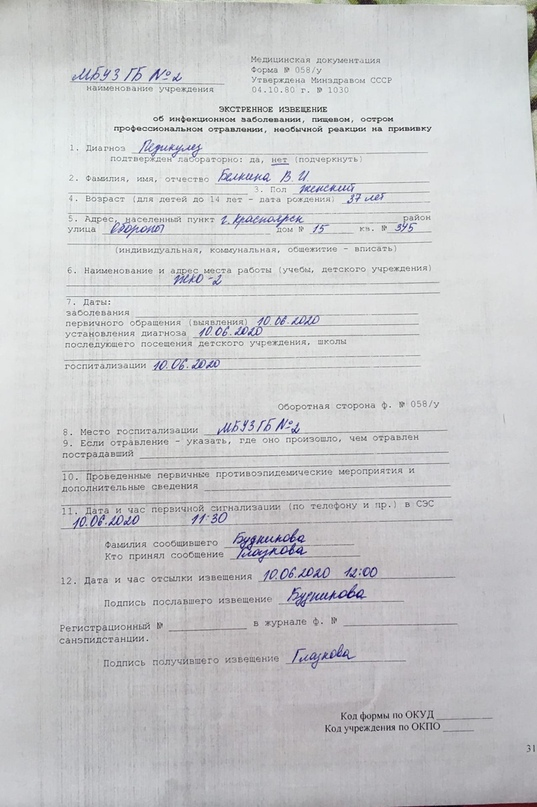 Медицинская документация
МБУЗ ГБ №2 Форма № 058/у
Утверждена Минздравом СССР
наименование учреждения 04.10.80 г. № 1030
ЭКСТРЕННОЕ ИЗВЕЩЕНИЕ
об инфекционном заболевании, пищевом, остром
профессиональном отравлении, необычной реакции на прививку
1. Диагноз Педикулез
подтвержден лабораторно: да, нет (подчеркнуть)
2. Фамилия, имя, отчество Белкина В. И
3. Пол женский
4. Возраст (для детей до 14 лет - дата рождения) 37 лет
5. Адрес, населенный пункт г. Красноярск район
улица Обороны дом № 15 кв. № 345
(индивидуальная, коммунальная, общежитие - вписать)
6. Наименование и адрес места работы (учебы, детского учреждения)
ЖКО-2
7. Даты:
заболевания
первичного обращения (выявления) 10.06.2020
установления диагноза 10.06.2020
последующего посещения детского учреждения, школы
госпитализации 10.06.2020
Оборотная сторона ф. № 058/у
8. Место госпитализации МБУЗ ГБ №2
9. Если отравление - указать, где оно произошло, чем отравлен
пострадавший
10. Проведенные первичные противоэпидемические мероприятия и
дополнительные сведения
11. Дата и час первичной сигнализации (по телефону и пр.) в СЭС
10.06.2020 11:30
Фамилия сообщившего Будникова
Кто принял сообщение Глазкова
12. Дата и час отсылки извещения 10.06.2020 12:00
Подпись пославшего извещение Будникова
Регистрационный № в журнале ф. №
санэпидстанции.
Подпись получившего извещение Глазкова
Код формы по ОКУД
Код учреждения по ОКПО
31